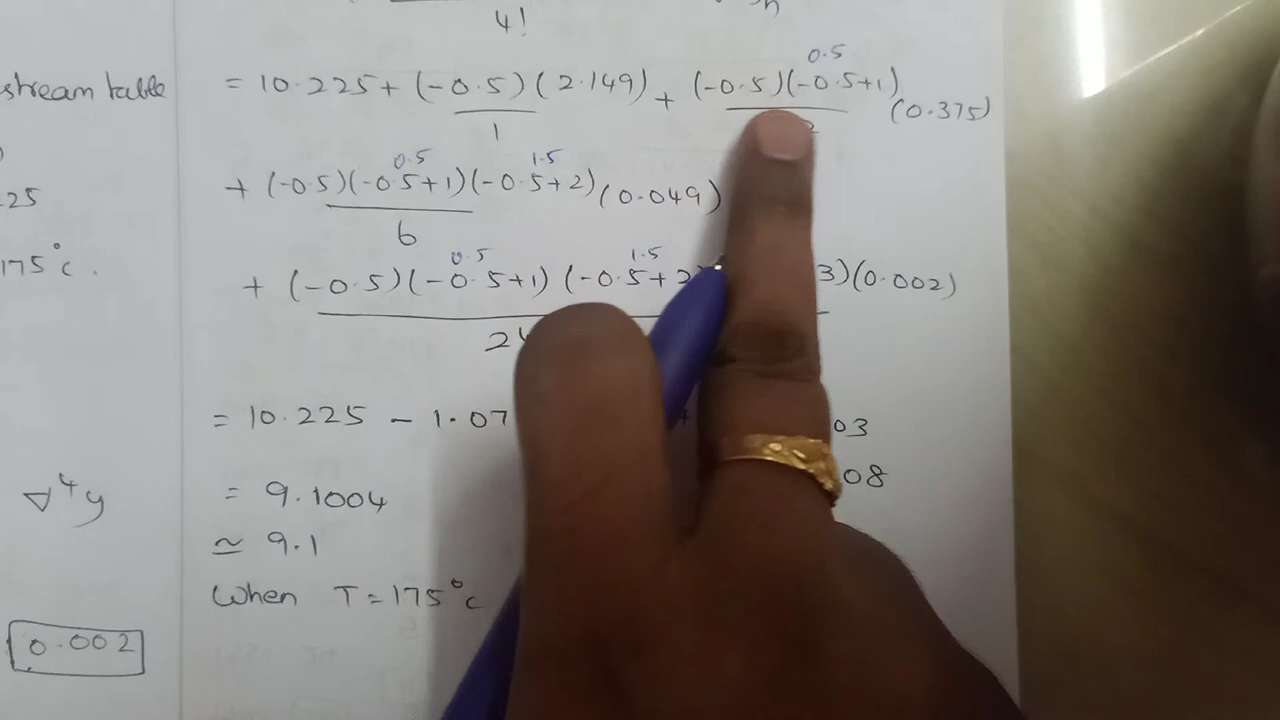 4!
stream table
= 10.225 + (-0.5) (2.149) + (-0.5)(-0.5+1) (0.375)
0.5
1
2
25
+ (-0.5)(-0.5+1)(-0.5+2) (0.049)
0.5 1.5
6
175°c.
+ (-0.5)(-0.5+1) (-0.5+2 3)(0.002)
0.5 1.5
2
= 10.225 - 1.07 + 03
08
∇⁴y
= 9.1004
≃ 9.1
When T = 175°c
0.002